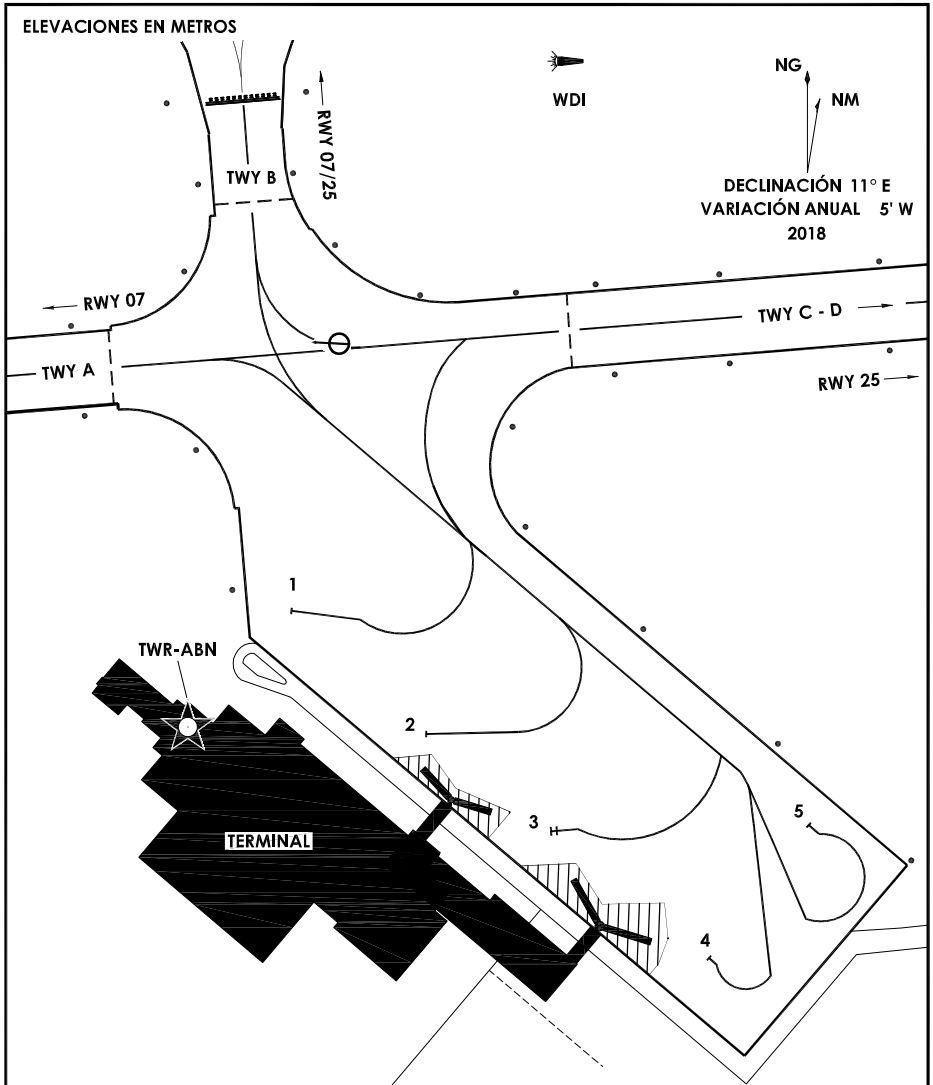 ELEVACIONES EN METROS
WDI
NG
NM
DECLINACIÓN 11° E
VARIACIÓN ANUAL 5' W
2018
RWY 07/25
TWY B
RWY 07
TWY A
TWY C - D
RWY 25
1
TWR-ABN
2
3
5
TERMINAL
4